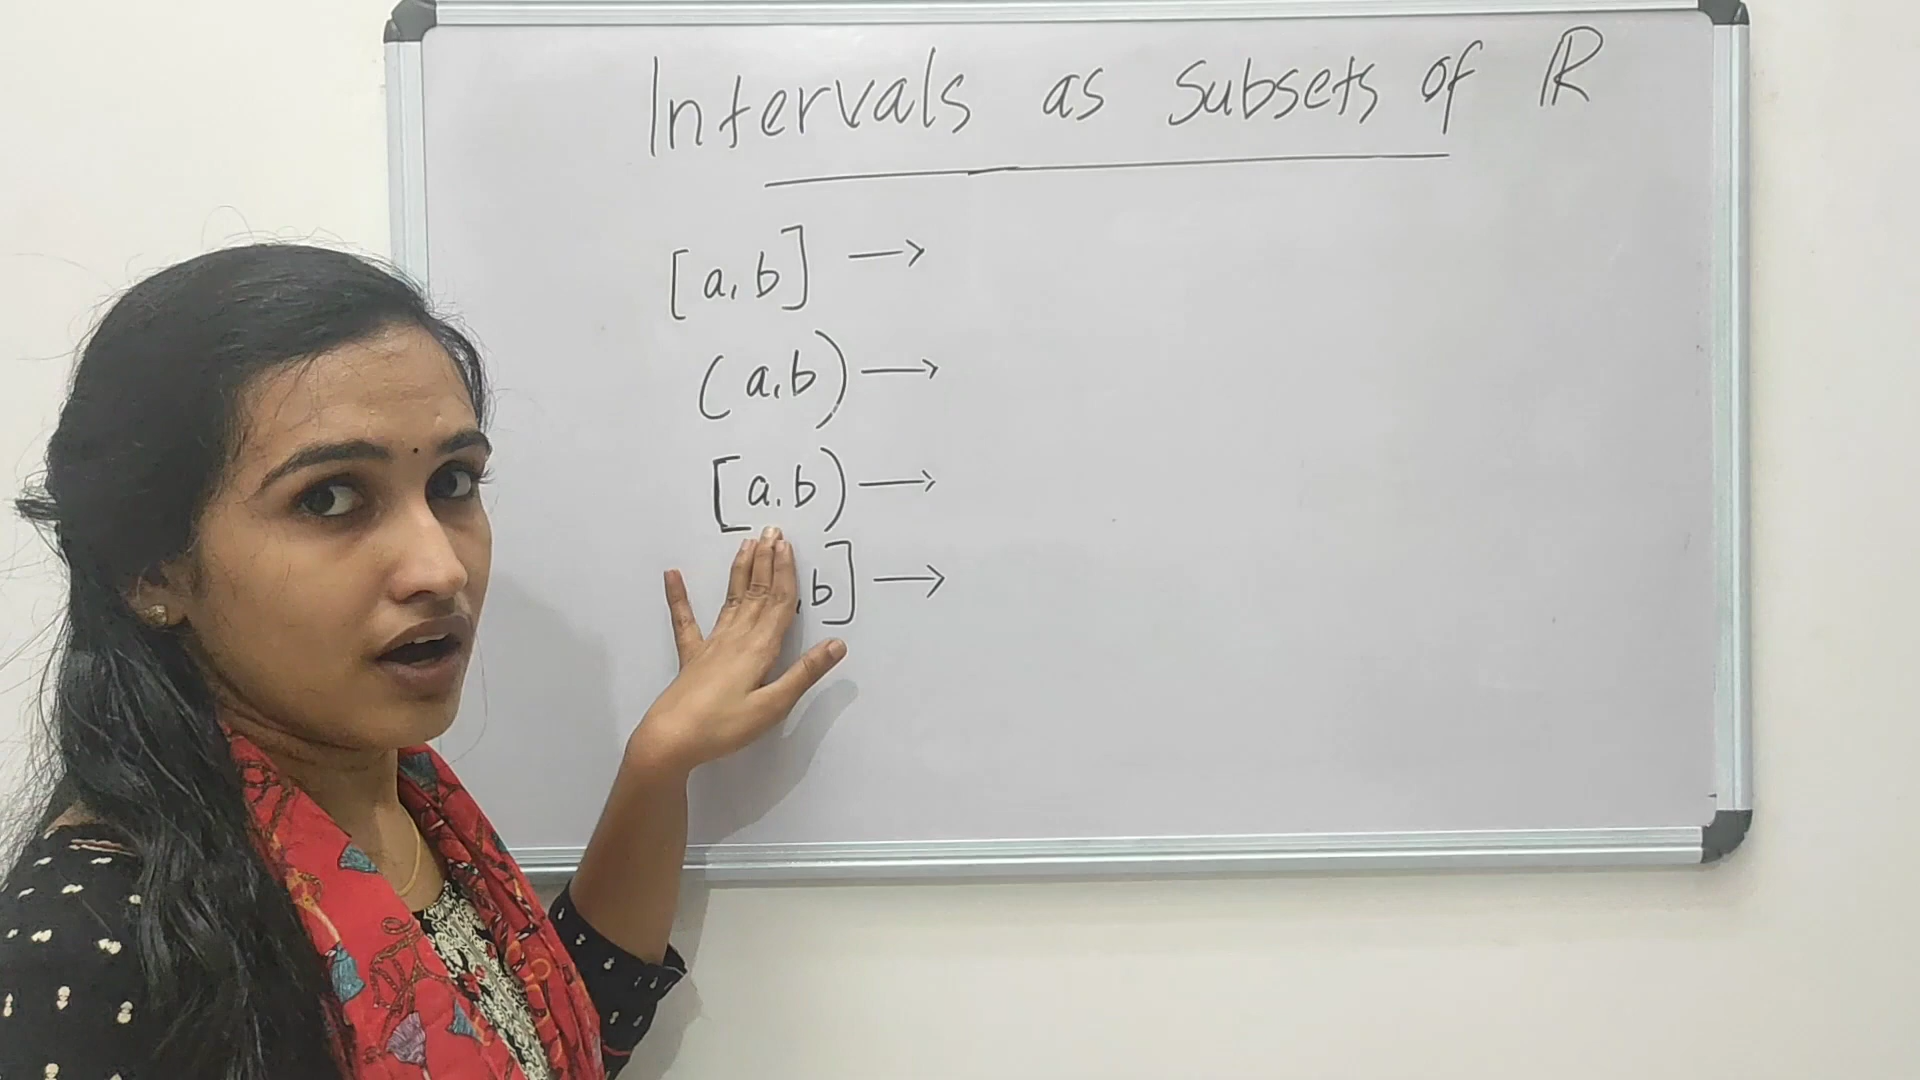 Intervals as Subsets of ℝ
[a,b] →
(a,b) →
[a,b) →
,b] →